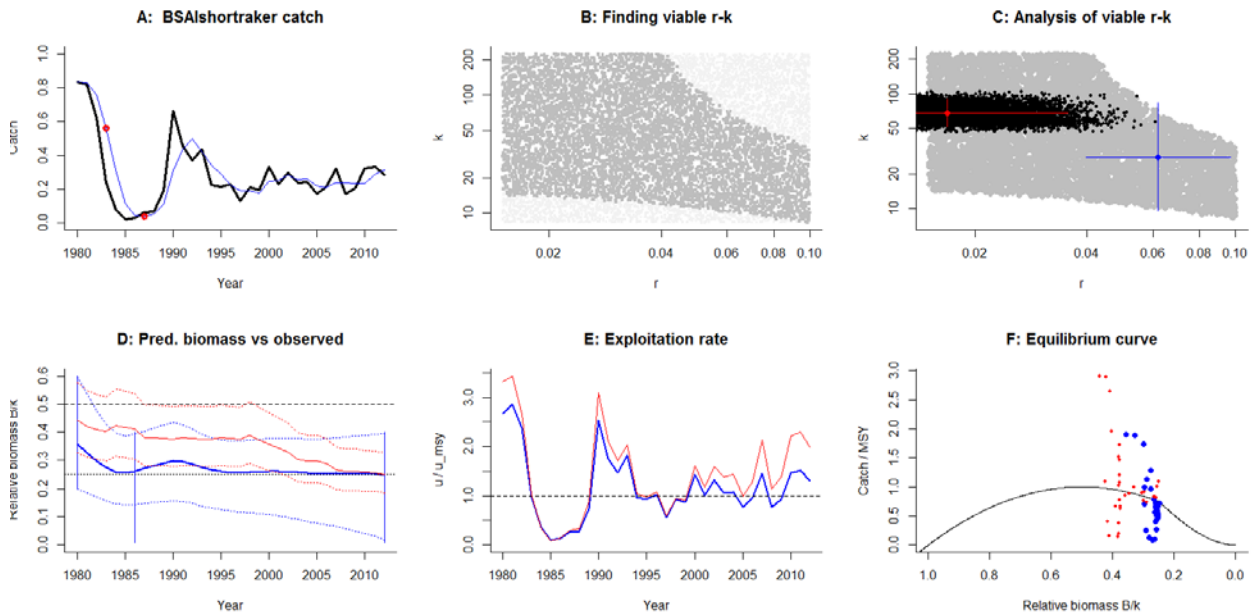 A: BSAIshortraker catch
Catch
1.0
0.8
0.6
0.4
0.2
0.0
1980 1985 1990 1995 2000 2005 2010
Year
B: Finding viable r-k
k
200
100
50
20
10
0.02 0.04 0.06 0.08 0.10
r
C: Analysis of viable r-k
k
200
100
50
20
10
0.02 0.04 0.06 0.08 0.10
r
D: Pred. biomass vs observed
Relative biomass B/k
0.6
0.5
0.4
0.3
0.2
0.1
0.0
1980 1985 1990 1995 2000 2005 2010
Year
E: Exploitation rate
u/u_msy
3.0
2.0
1.0
0.0
1980 1985 1990 1995 2000 2005 2010
Year
F: Equilibrium curve
Catch / MSY
3.0
2.5
2.0
1.5
1.0
0.5
0.0
1.0 0.8 0.6 0.4 0.2 0.0
Relative biomass B/k